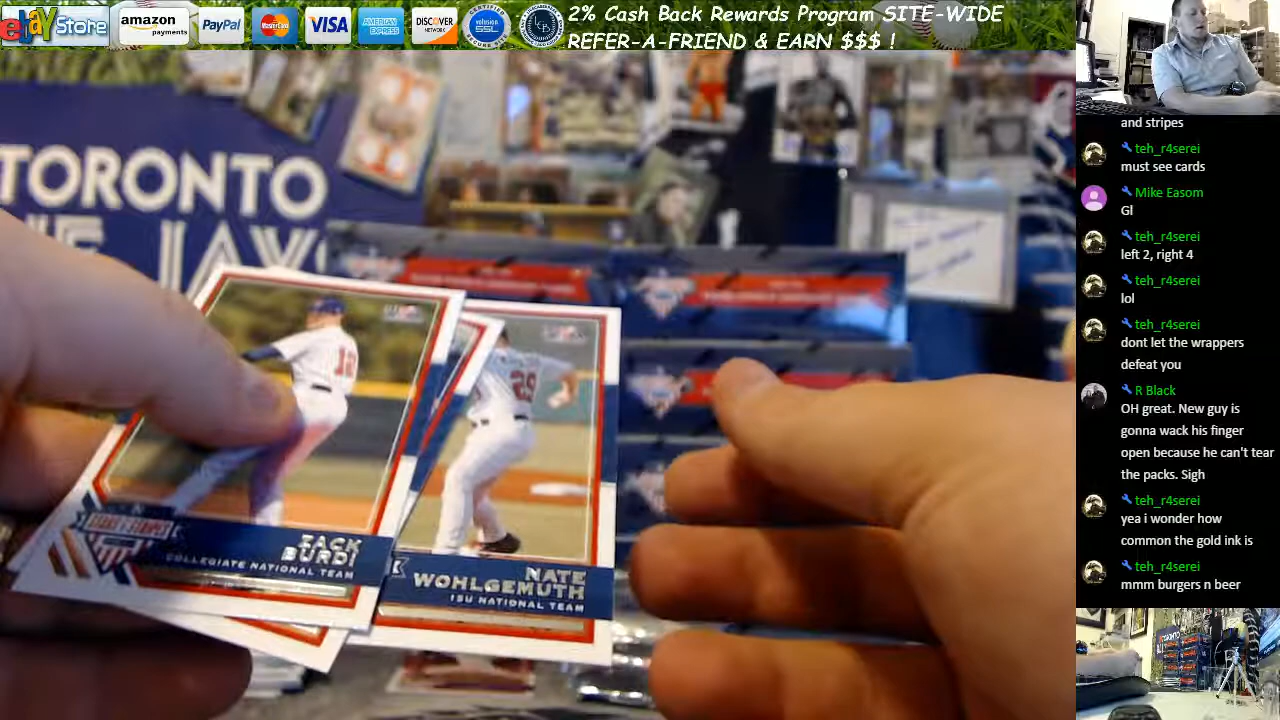 ebay Store
amazon
payments
PayPal
MasterCard
VISA
AMERICAN
EXPRESS
DISCOVER
NETWORK
SSL
2% Cash Back Rewards Program SITE-WIDE
REFER-A-FRIEND & EARN $$$ !
TORONTO
12
29
ZACK
BURDI
COLLEGIATE NATIONAL TEAM
NATE
WOHLGEMUTH
15U NATIONAL TEAM
and stripes
teh_r4serei
must see cards
Mike Easom
Gl
teh_r4serei
left 2, right 4
teh_r4serei
lol
teh_r4serei
dont let the wrappers
defeat you
R Black
OH great. New guy is
gonna wack his finger
open because he can't tear
the packs. Sigh
teh_r4serei
yea i wonder how
common the gold ink is
teh_r4serei
mmm burgers n beer
TORONTO